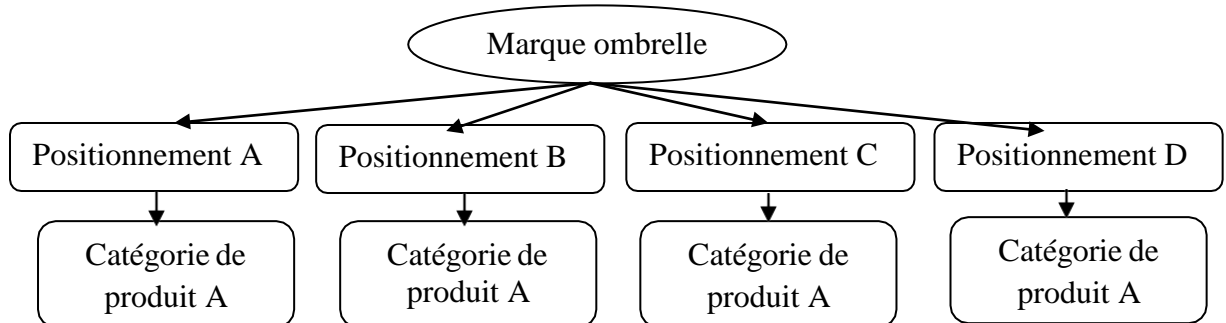 Marque ombrelle
Positionnement A
Positionnement B
Positionnement C
Positionnement D
Catégorie de
produit A
Catégorie de
produit A
Catégorie de
produit A
Catégorie de
produit A